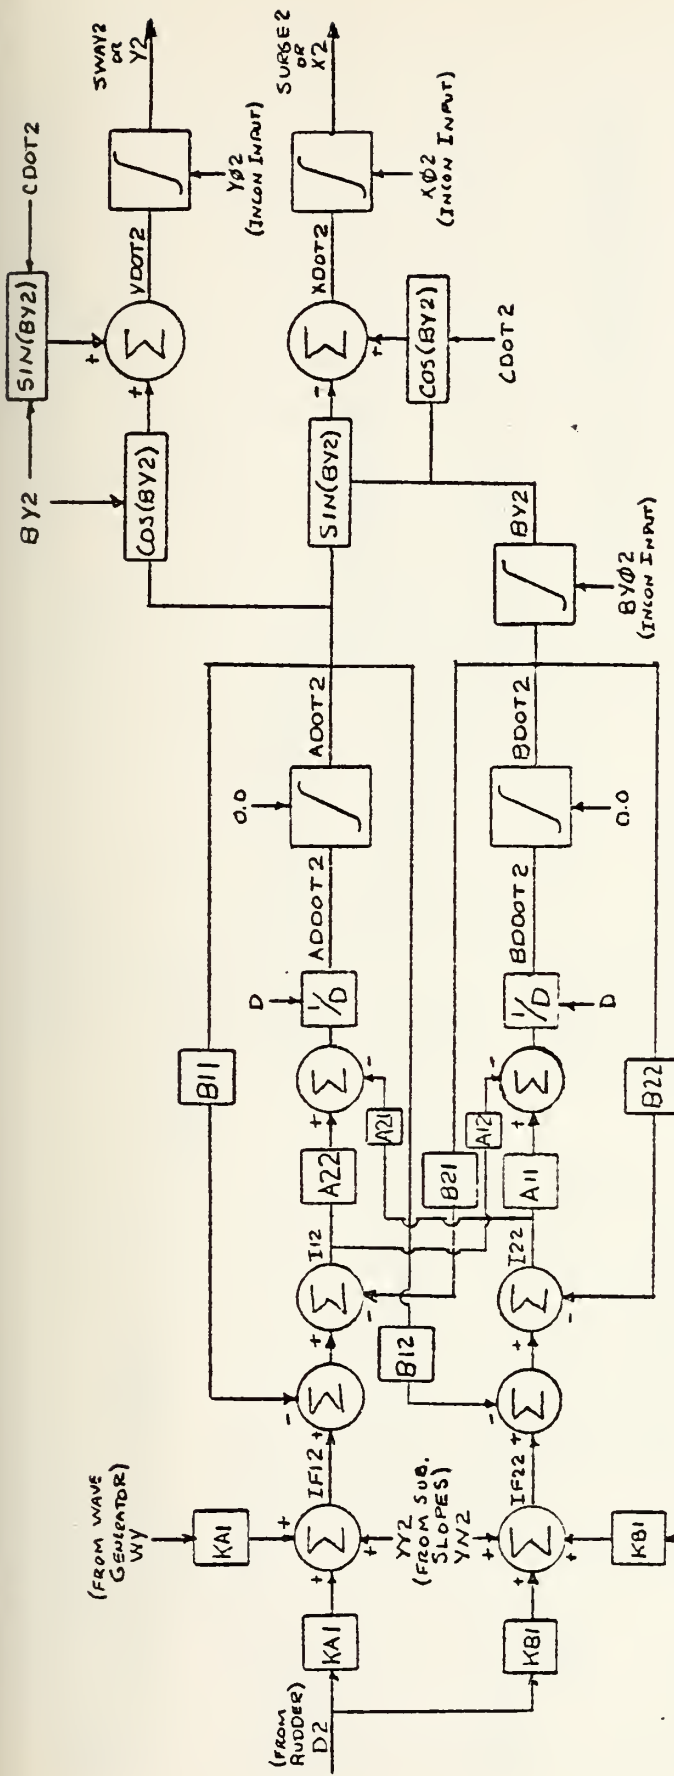 (FROM WAVE
GENERATOR)
WY
KA1
(FROM
RUDDER)
D2
KA1
KB1
Σ
IF12
YY2
(FROM SUB.
SLOPES)
YN2
Σ
IF22
KB1
B11
Σ
Σ
I12
A22
Σ
D
1/D
ADDOT2
0.0
∫
ADOT2
B12
B21
A21
A12
Σ
Σ
I22
A11
Σ
1/D
D
BDDOT2
∫
0.0
BDOT2
B22
BY2
COS(BY2)
SIN(BY2)
CDOT2
Σ
YDOT2
∫
YØ2
(INCON INPUT)
SWAY2
OR
Y2
SIN(BY2)
Σ
XDOT2
∫
XØ2
(INCON INPUT)
SURGE2
OR
X2
COS(BY2)
CDOT2
∫
BY2
BYØ2
(INCON INPUT)